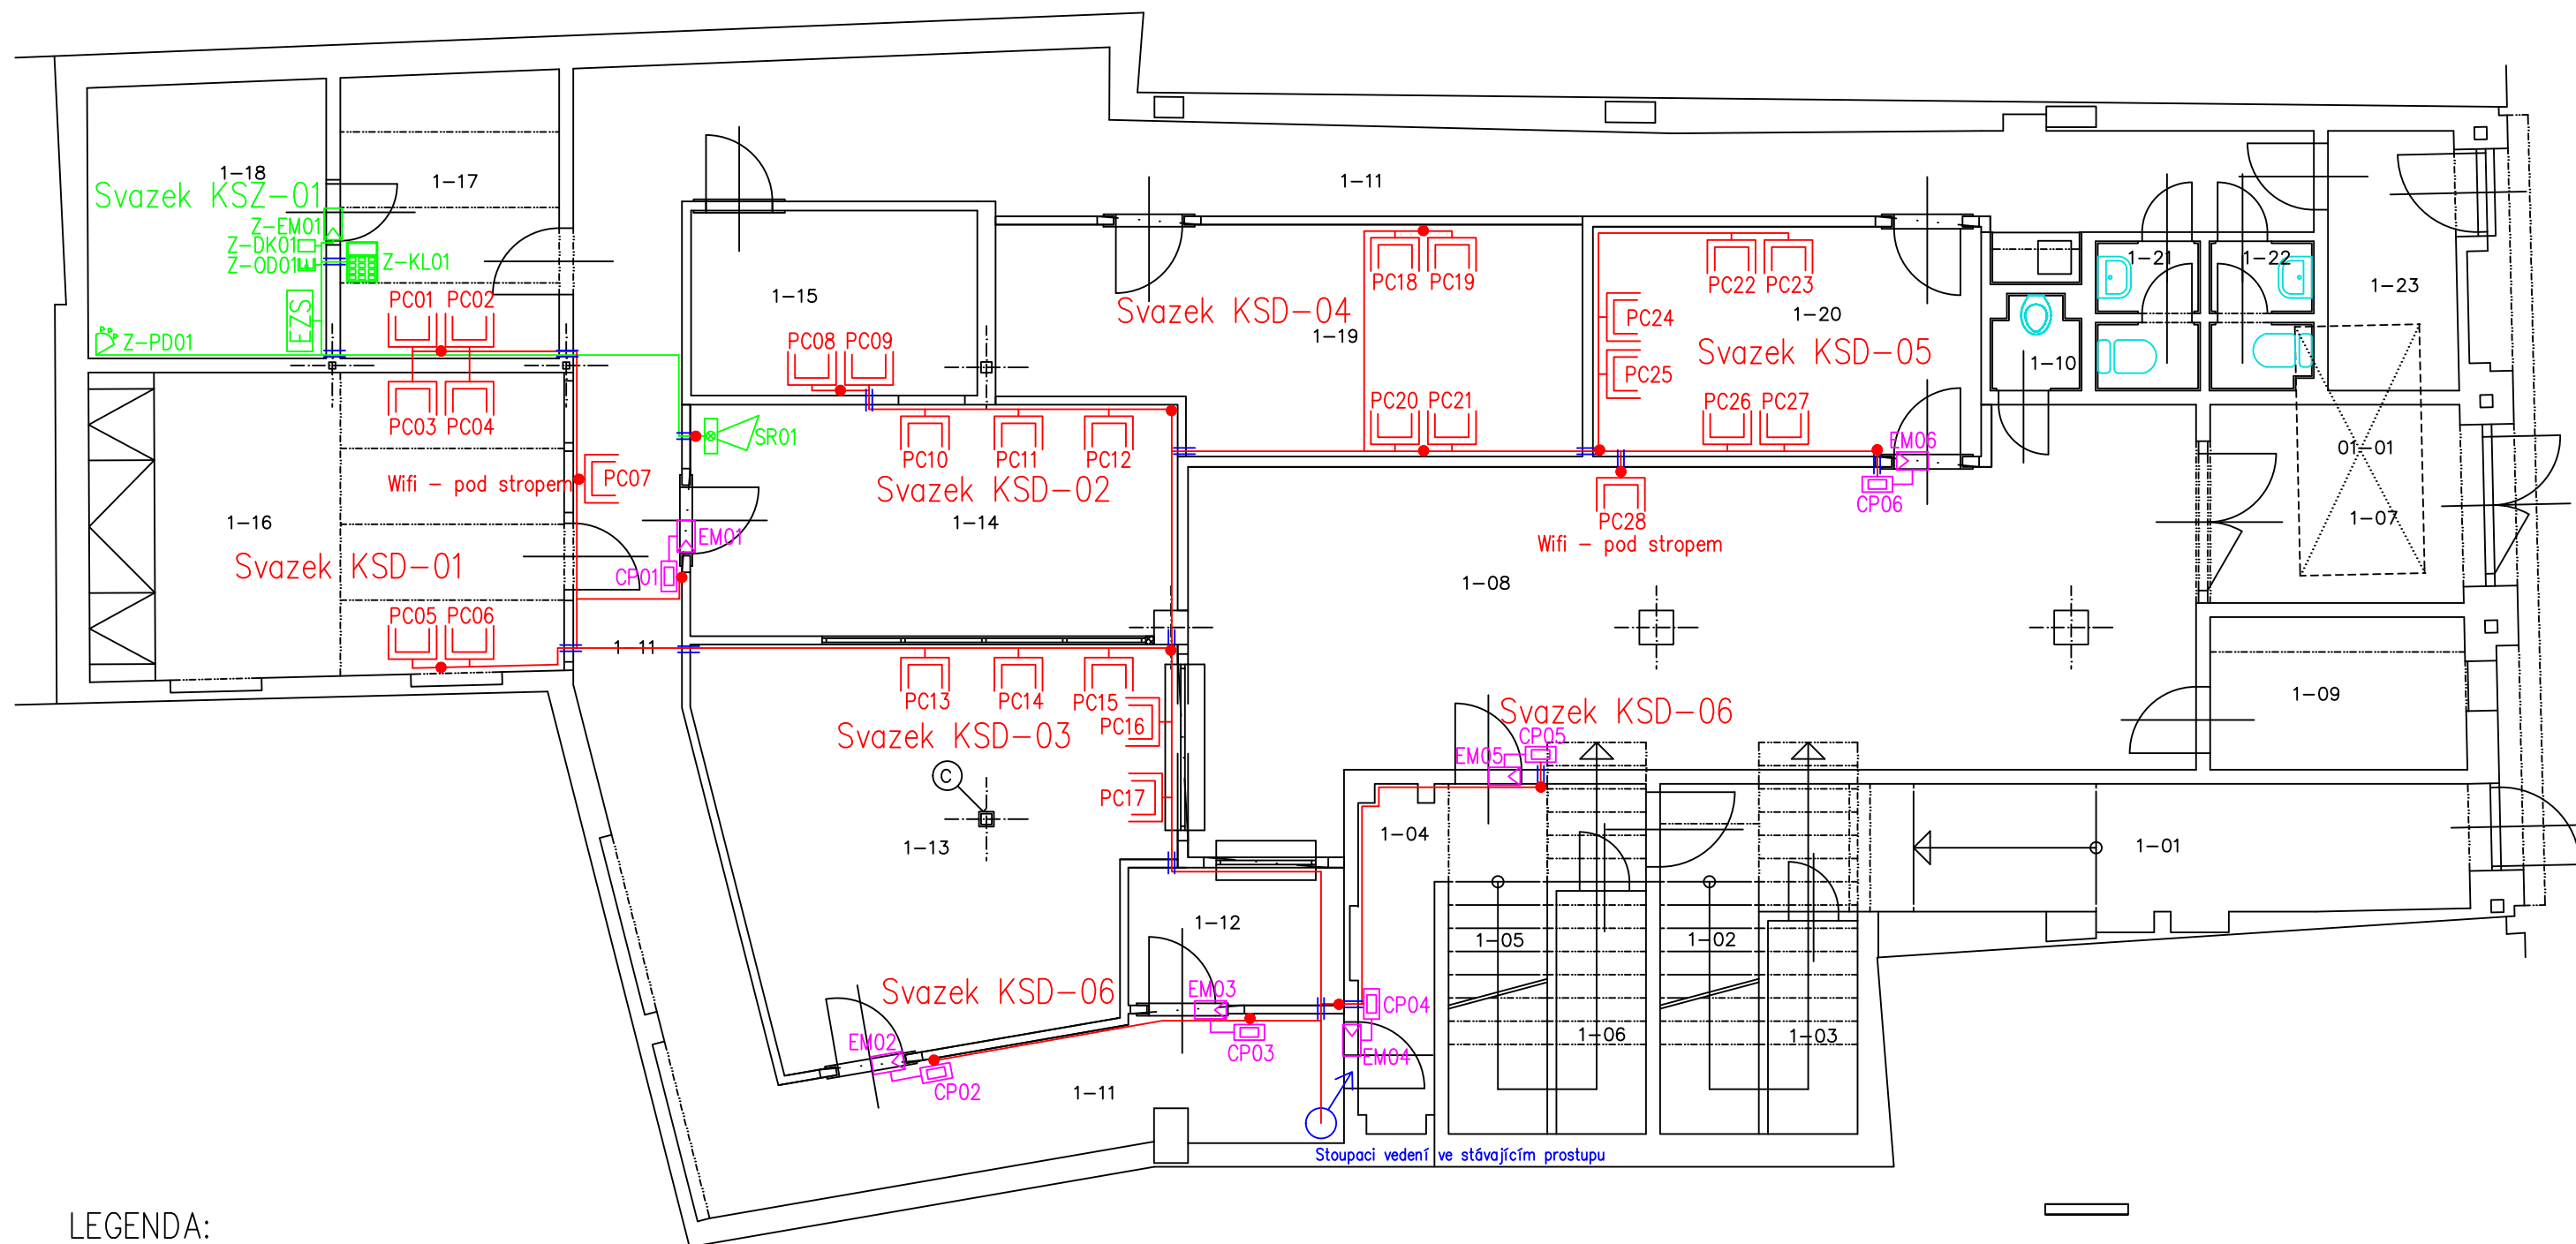 1-18
Svazek KSZ-01
1-17
Z-EM01
Z-DK01
Z-OD01
Z-KL01
EZS
Z-PD01
PC01 PC02
PC03 PC04
Wifi - pod stropem
PC07
1-16
Svazek KSD-01
PC05 PC06
1-11
1-15
PC08 PC09
SR01
PC10 PC11 PC12
Svazek KSD-02
1-14
EM01
CP01
PC13 PC14 PC15
PC16
Svazek KSD-03
PC17
C
1-13
Svazek KSD-06
EM02
CP02
1-11
1-12
EM03
CP03
CP04
EM04
Stoupaci vedení ve stávajícím prostupu
1-11
PC18 PC19
Svazek KSD-04
1-19
PC20 PC21
PC22 PC23
PC24
1-20
Svazek KSD-05
PC25
PC26 PC27
EM06
CP06
PC28
Wifi - pod stropem
1-08
Svazek KSD-06
CP05
EM05
1-04
1-05
1-06
1-02
1-03
1-01
1-21
1-22
1-23
1-10
01-01
1-07
1-09
LEGENDA: